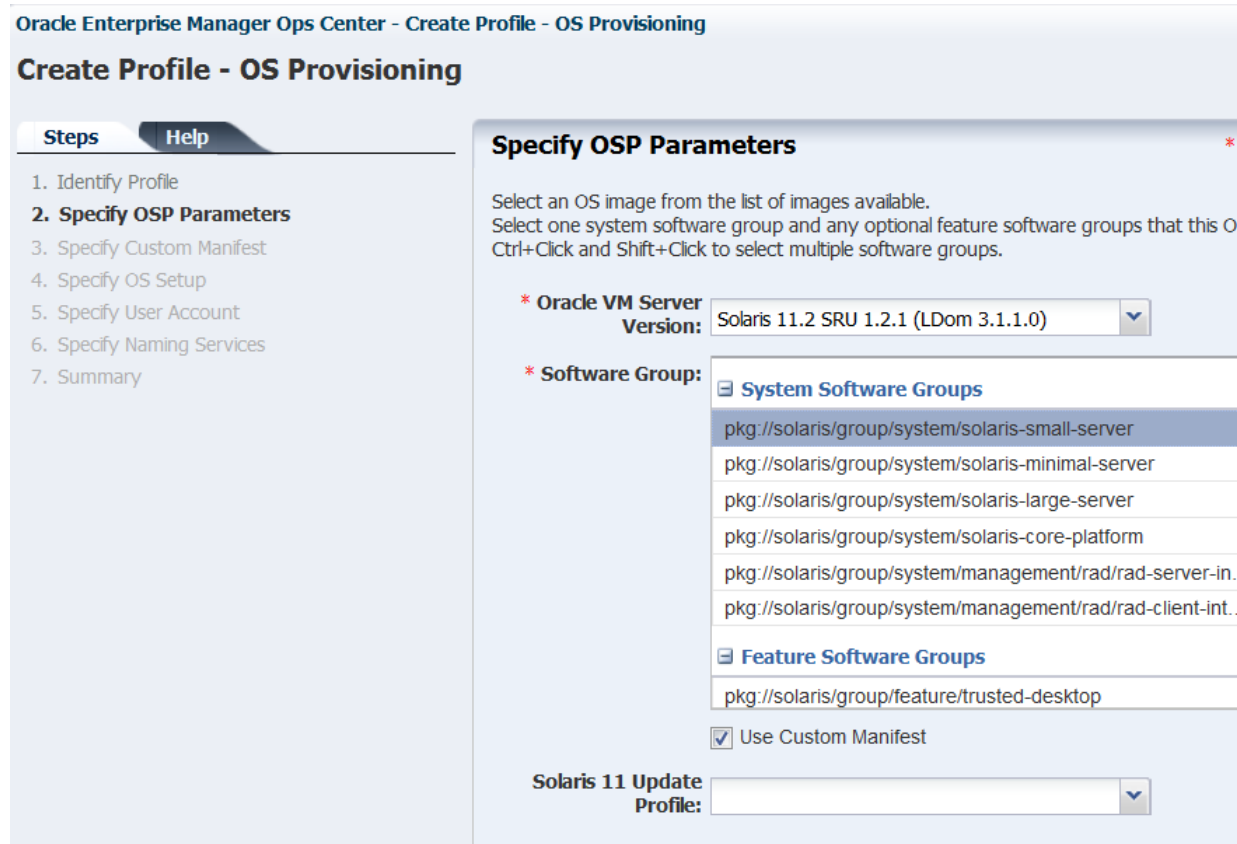 Oracle Enterprise Manager Ops Center - Create Profile - OS Provisioning
Create Profile - OS Provisioning
Steps Help
1. Identify Profile
2. Specify OSP Parameters
3. Specify Custom Manifest
4. Specify OS Setup
5. Specify User Account
6. Specify Naming Services
7. Summary
Specify OSP Parameters *
Select an OS image from the list of images available.
Select one system software group and any optional feature software groups that this O
Ctrl+Click and Shift+Click to select multiple software groups.
* Oracle VM Server
Version: Solaris 11.2 SRU 1.2.1 (LDom 3.1.1.0)
* Software Group:
System Software Groups
pkg://solaris/group/system/solaris-small-server
pkg://solaris/group/system/solaris-minimal-server
pkg://solaris/group/system/solaris-large-server
pkg://solaris/group/system/solaris-core-platform
pkg://solaris/group/system/management/rad/rad-server-in..
pkg://solaris/group/system/management/rad/rad-client-int..
Feature Software Groups
pkg://solaris/group/feature/trusted-desktop
Use Custom Manifest
Solaris 11 Update
Profile: